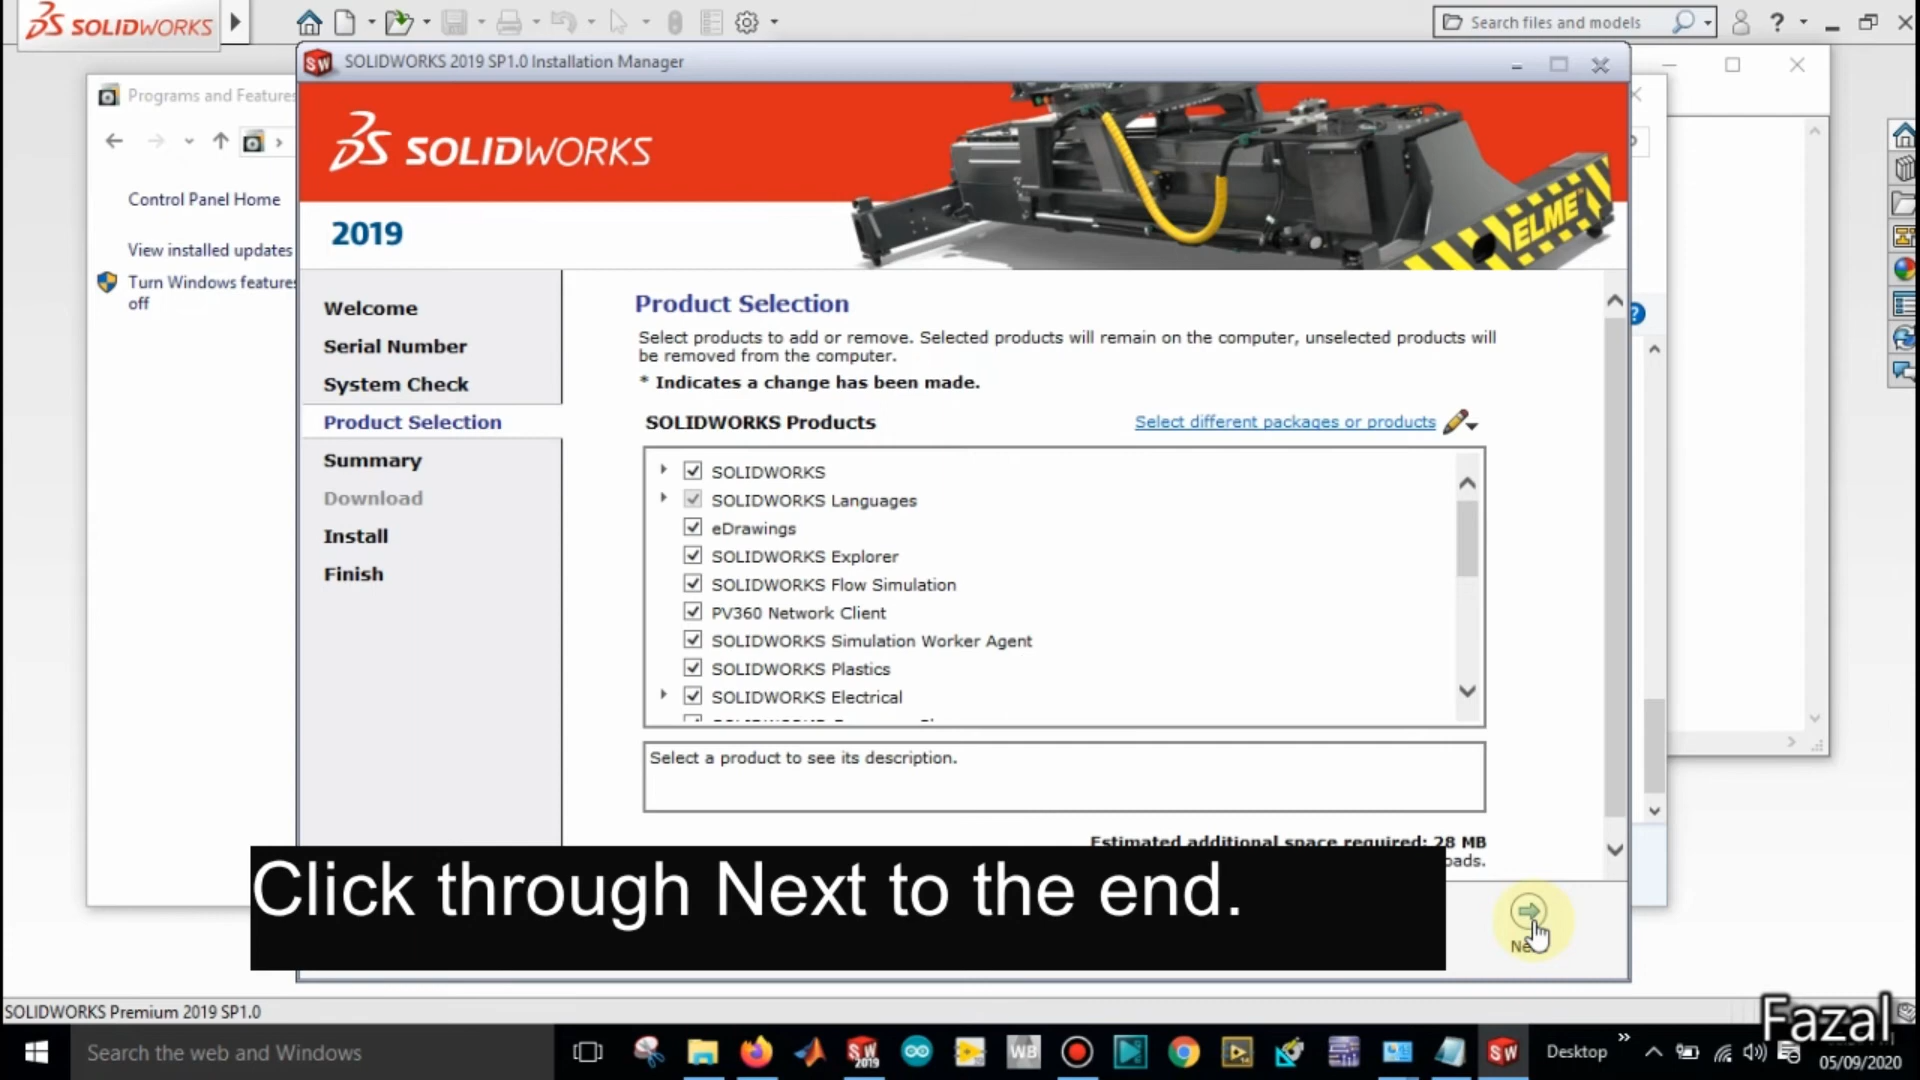 SOLIDWORKS
Search files and models
?
SOLIDWORKS 2019 SP1.0 Installation Manager
Programs and Features
SOLIDWORKS
ELME
2019
Control Panel Home
View installed updates
Turn Windows features
off
Welcome
Serial Number
System Check
Product Selection
Summary
Download
Install
Finish
Product Selection
Select products to add or remove. Selected products will remain on the computer, unselected products will
be removed from the computer.
* Indicates a change has been made.
SOLIDWORKS Products
Select different packages or products
SOLIDWORKS
SOLIDWORKS Languages
eDrawings
SOLIDWORKS Explorer
SOLIDWORKS Flow Simulation
PV360 Network Client
SOLIDWORKS Simulation Worker Agent
SOLIDWORKS Plastics
SOLIDWORKS Electrical
Select a product to see its description.
Estimated additional space required: 28 MB
Click through Next to the end.
SOLIDWORKS Premium 2019 SP1.0
Fazal
Search the web and Windows
SW
2019
WB
SW
Desktop
05/09/2020